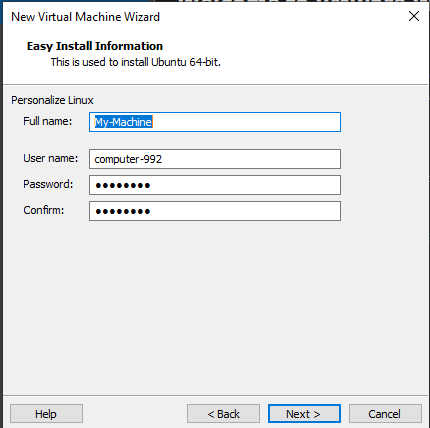 New Virtual Machine Wizard
Easy Install Information
This is used to install Ubuntu 64-bit.
Personalize Linux
Full name: My-Machine
User name: computer-992
Password: ●●●●●●●●
Confirm: ●●●●●●●●
Help < Back Next > Cancel